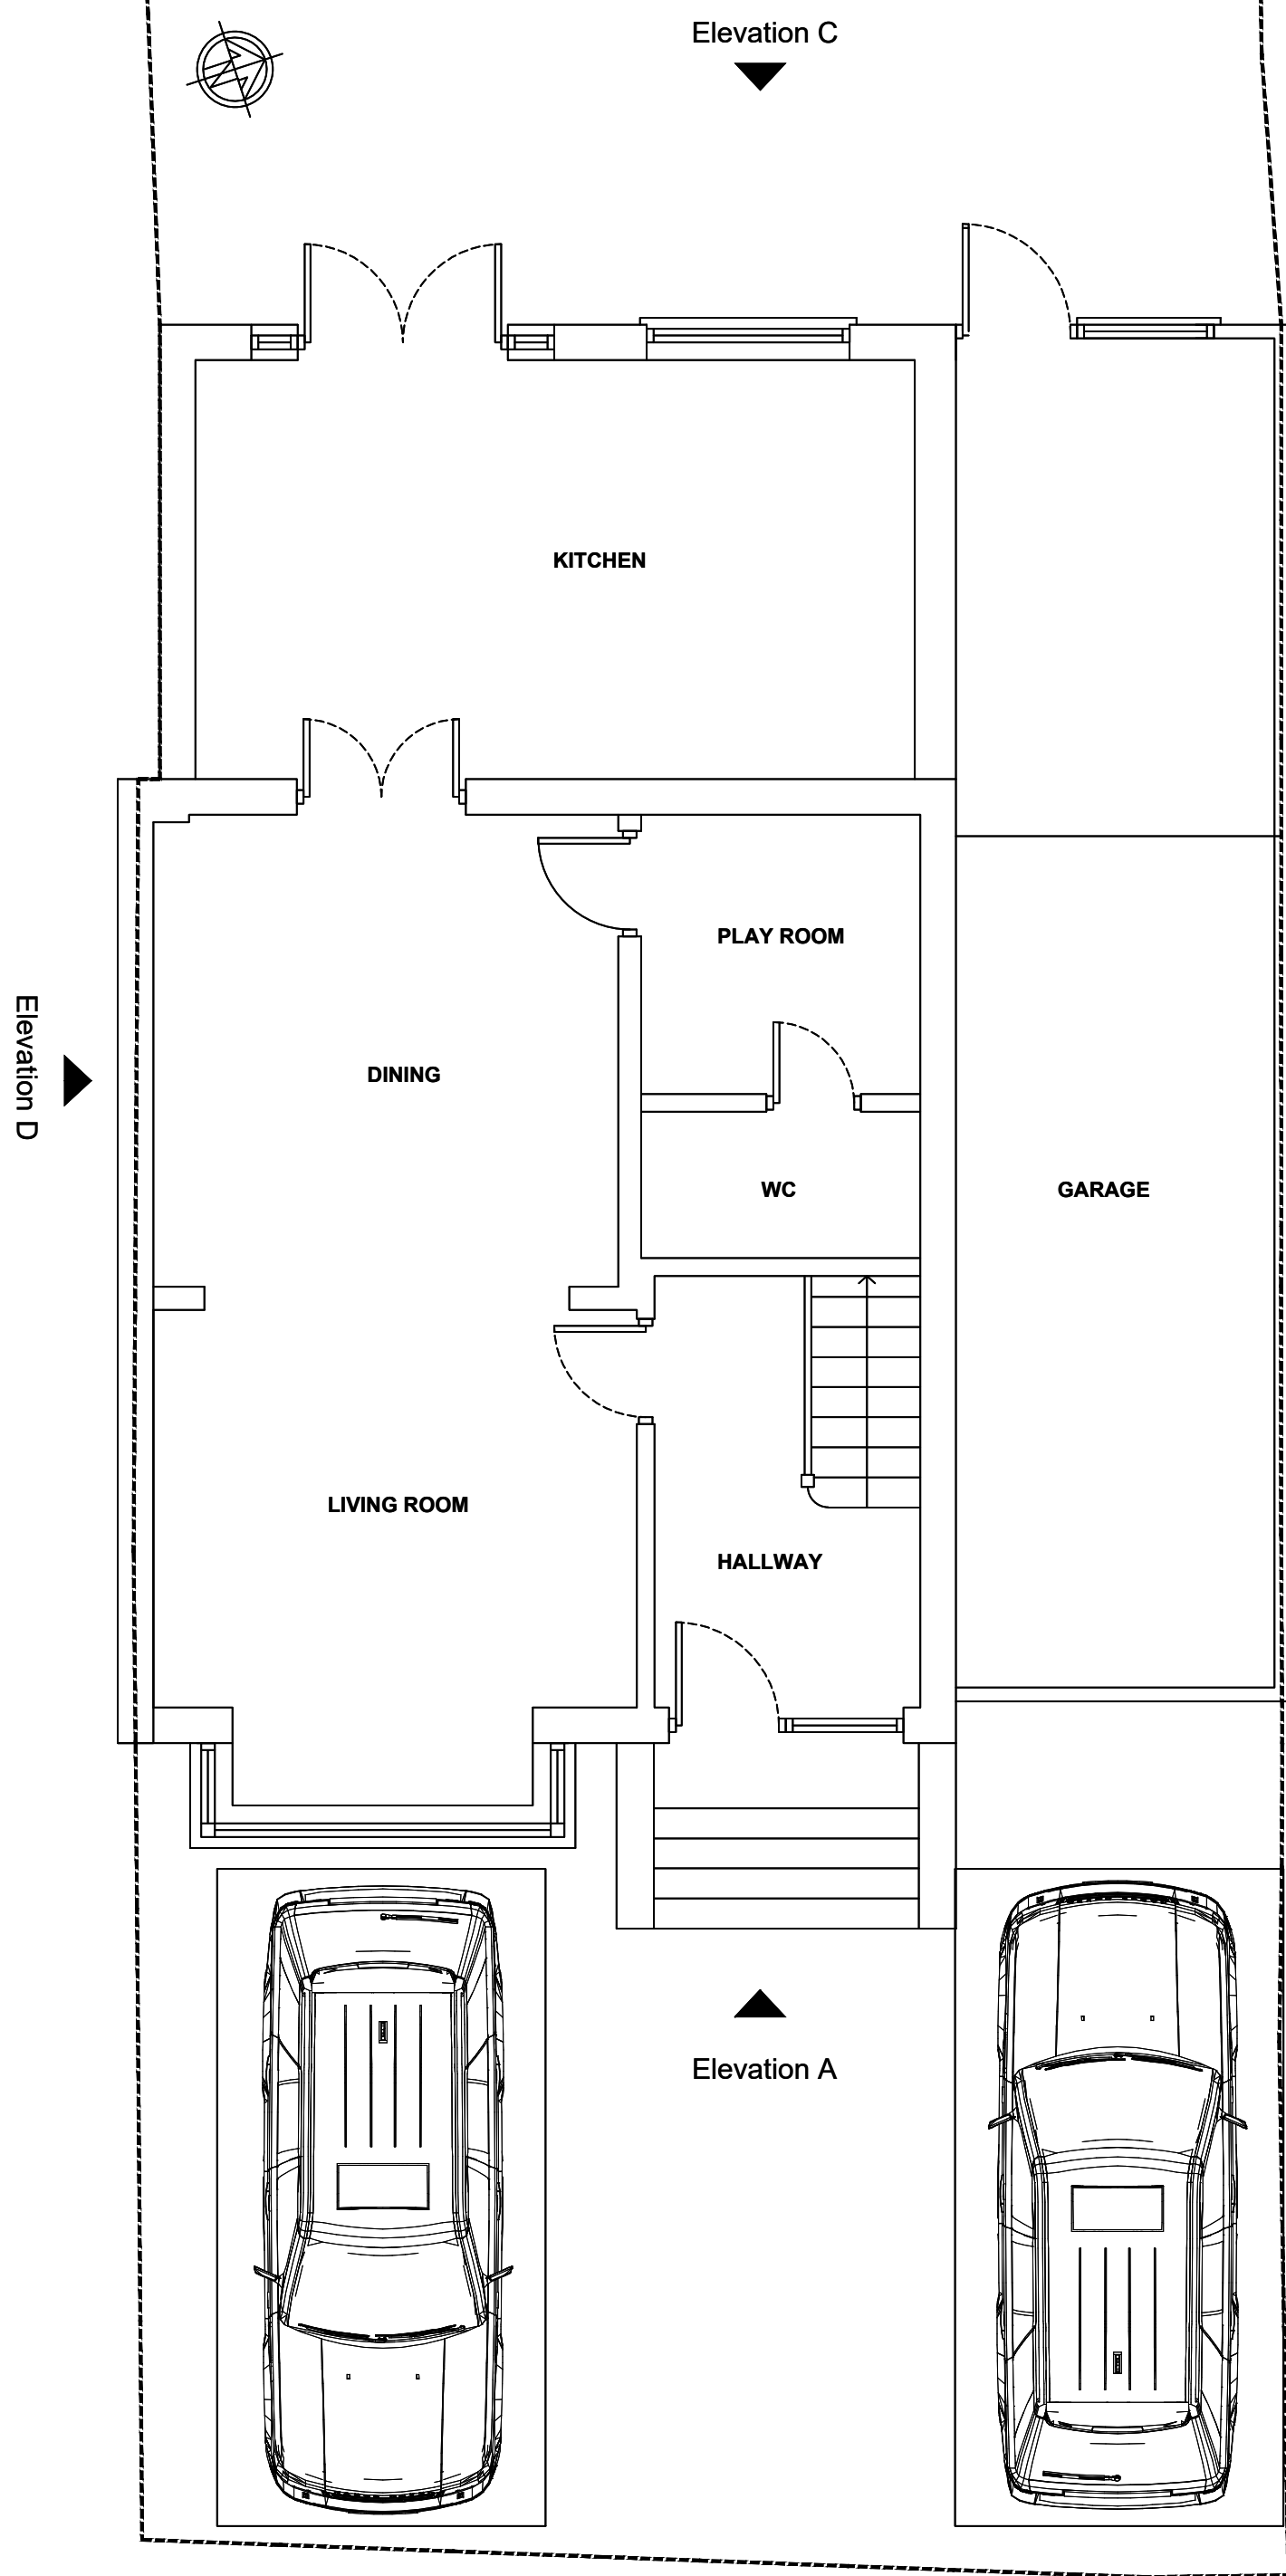 Elevation C
KITCHEN
PLAY ROOM
DINING
Elevation D
WC
GARAGE
LIVING ROOM
HALLWAY
Elevation A